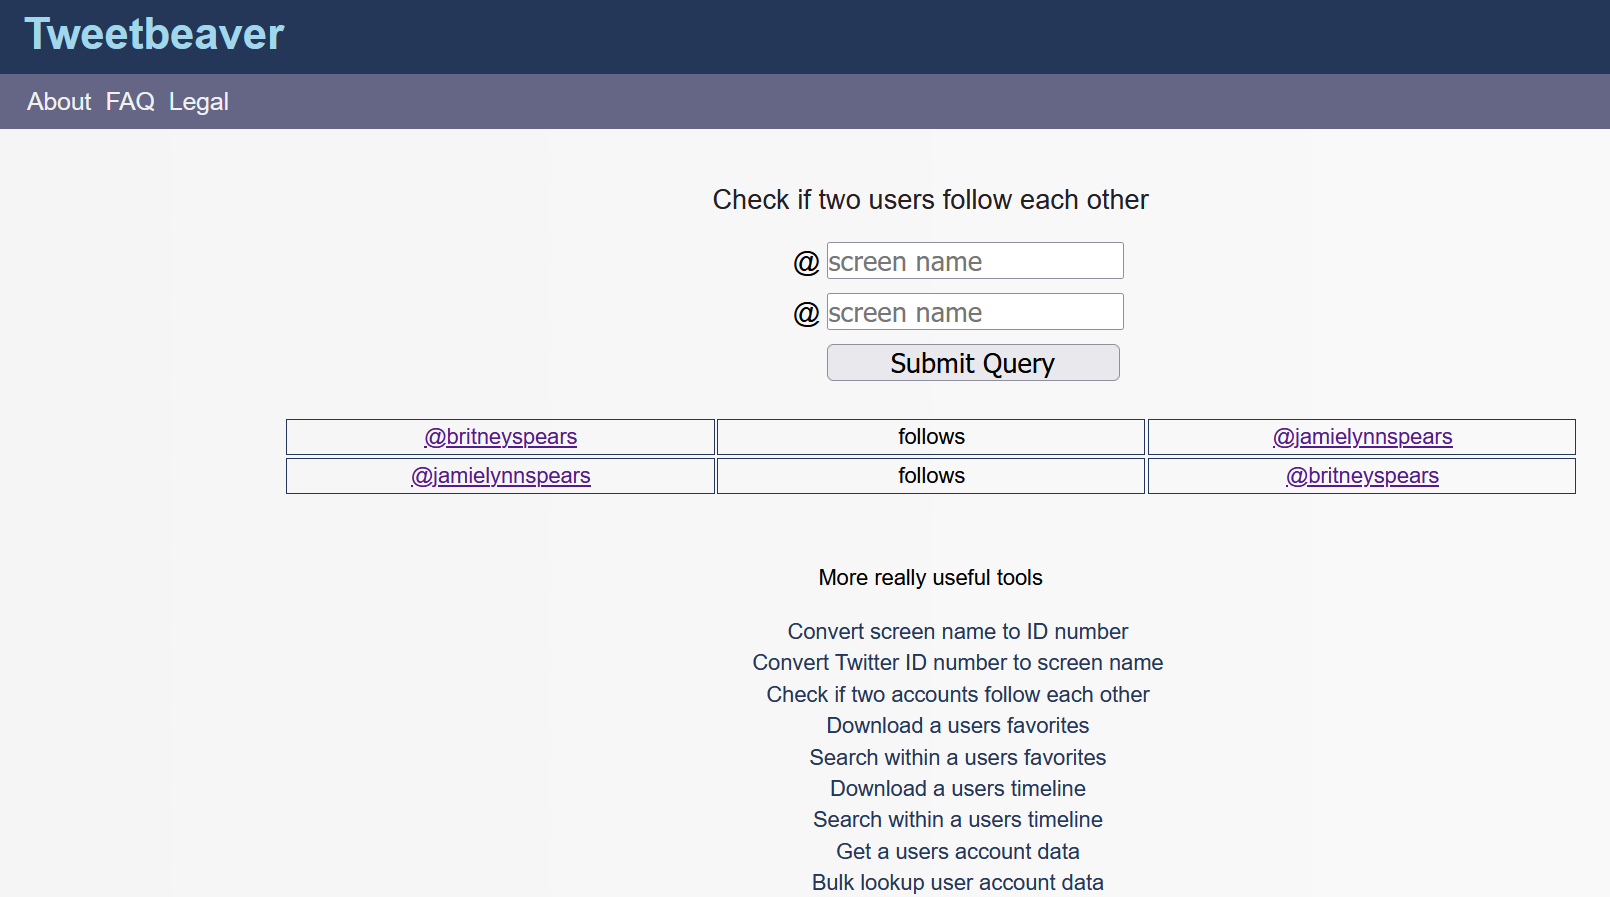 Tweetbeaver
About FAQ Legal
Check if two users follow each other
@ screen name
@ screen name
Submit Query
@britneyspears follows @jamielynnspears
@jamielynnspears follows @britneyspears
More really useful tools
Convert screen name to ID number
Convert Twitter ID number to screen name
Check if two accounts follow each other
Download a users favorites
Search within a users favorites
Download a users timeline
Search within a users timeline
Get a users account data
Bulk lookup user account data